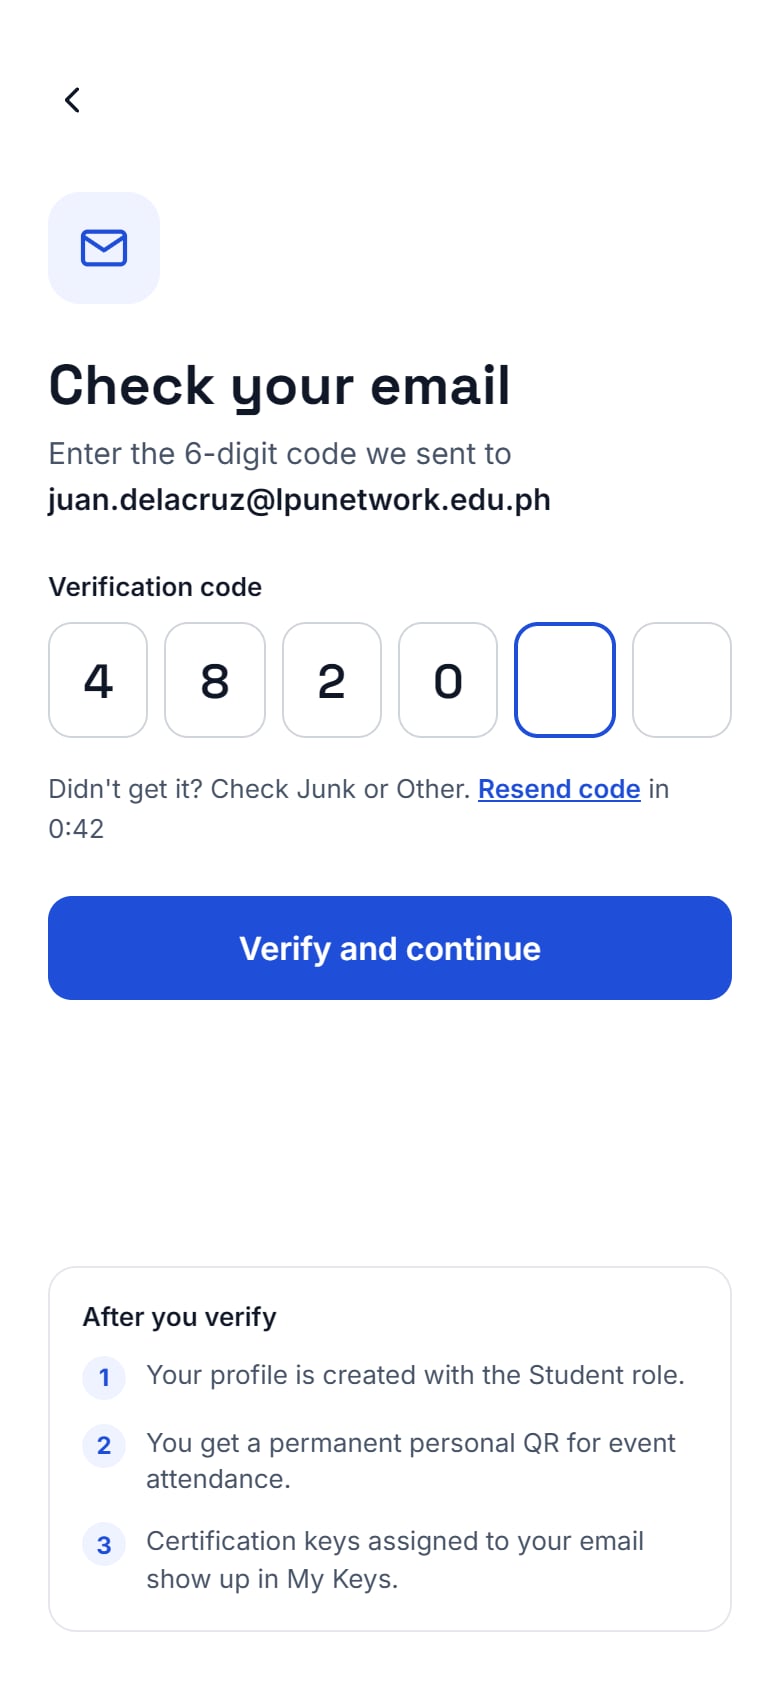 Check your email
Enter the 6-digit code we sent to
juan.delacruz@lpunetwork.edu.ph
Verification code
4 8 2 0
Didn't get it? Check Junk or Other. Resend code in
0:42
Verify and continue
After you verify
1 Your profile is created with the Student role.
2 You get a permanent personal QR for event
attendance.
3 Certification keys assigned to your email
show up in My Keys.